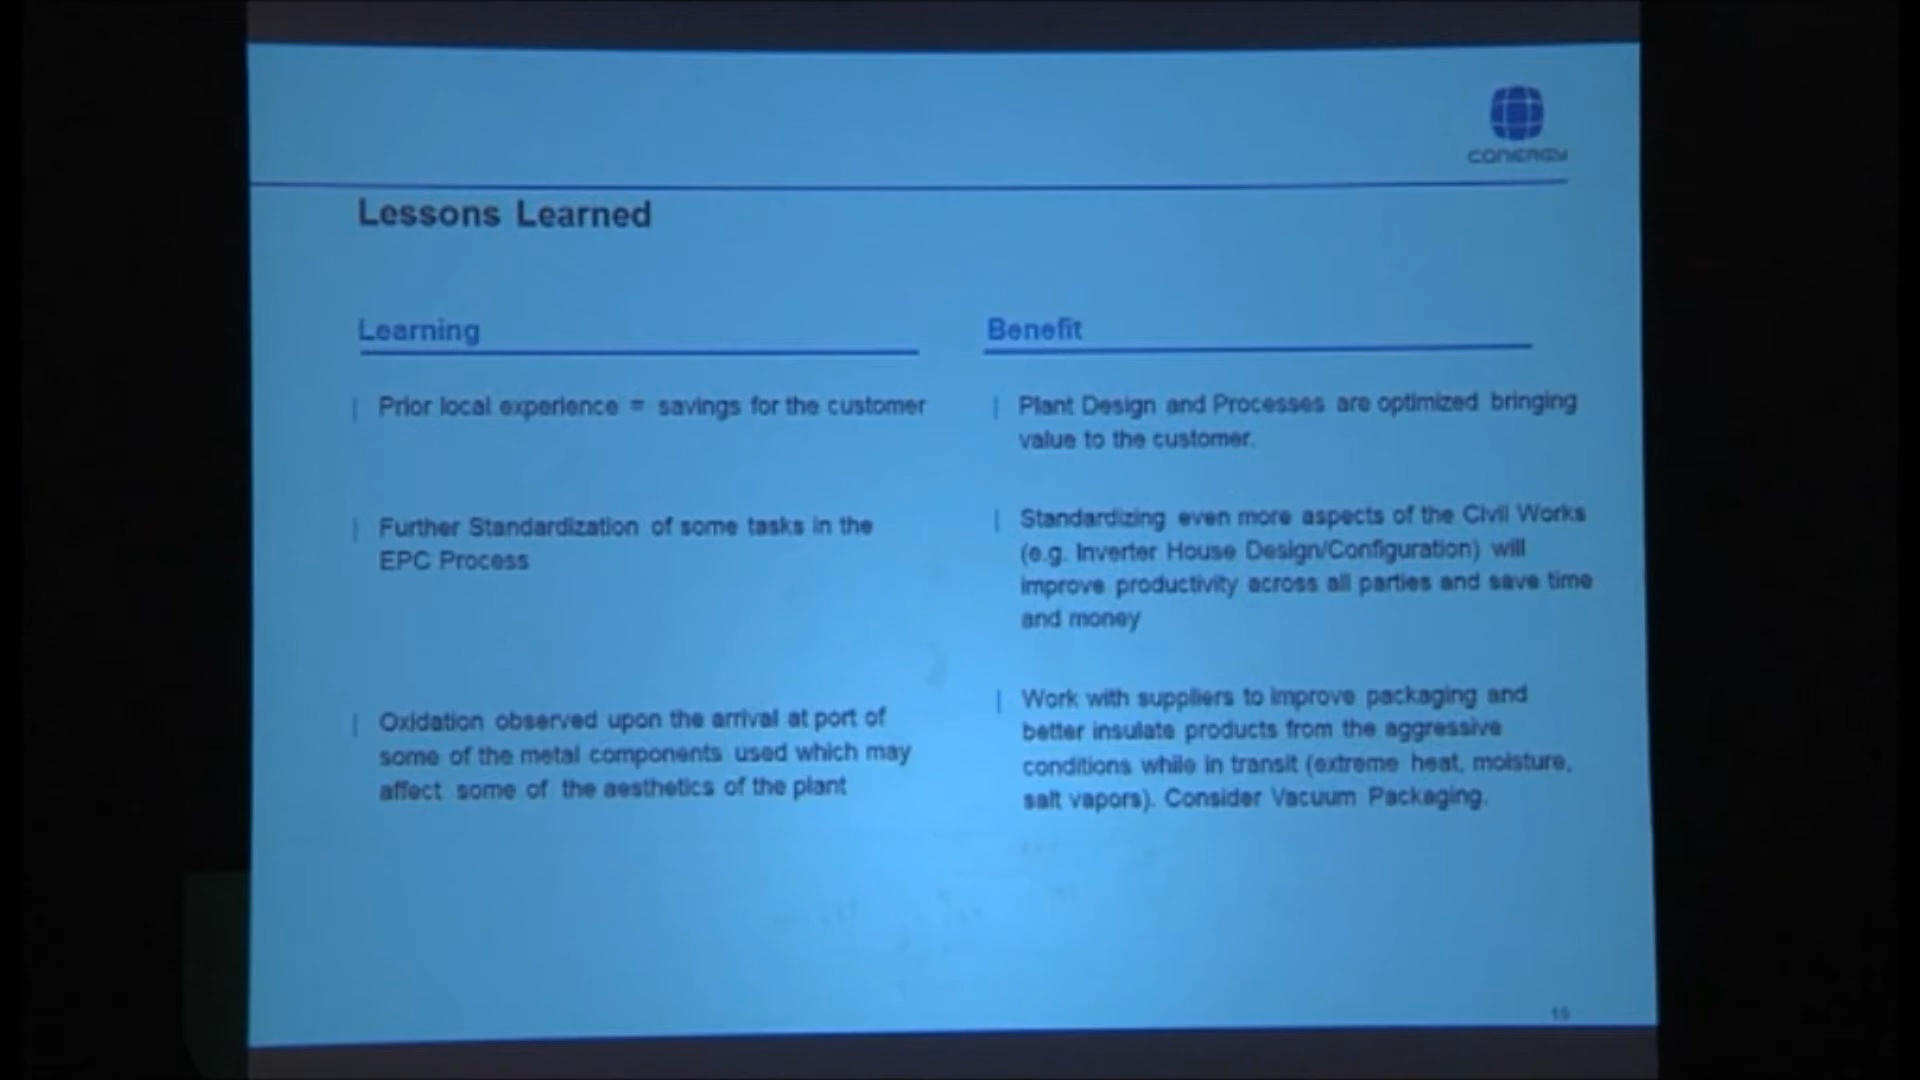 CONERGY
Lessons Learned
Learning
Prior local experience = savings for the customer
Further Standardization of some tasks in the
EPC Process
Oxidation observed upon the arrival at port of
some of the metal components used which may
affect some of the aesthetics of the plant
Benefit
Plant Design and Processes are optimized bringing
value to the customer.
Standardizing even more aspects of the Civil Works
(e.g. Inverter House Design/Configuration) will
improve productivity across all parties and save time
and money
Work with suppliers to improve packaging and
better insulate products from the aggressive
conditions while in transit (extreme heat, moisture,
salt vapors). Consider Vacuum Packaging.